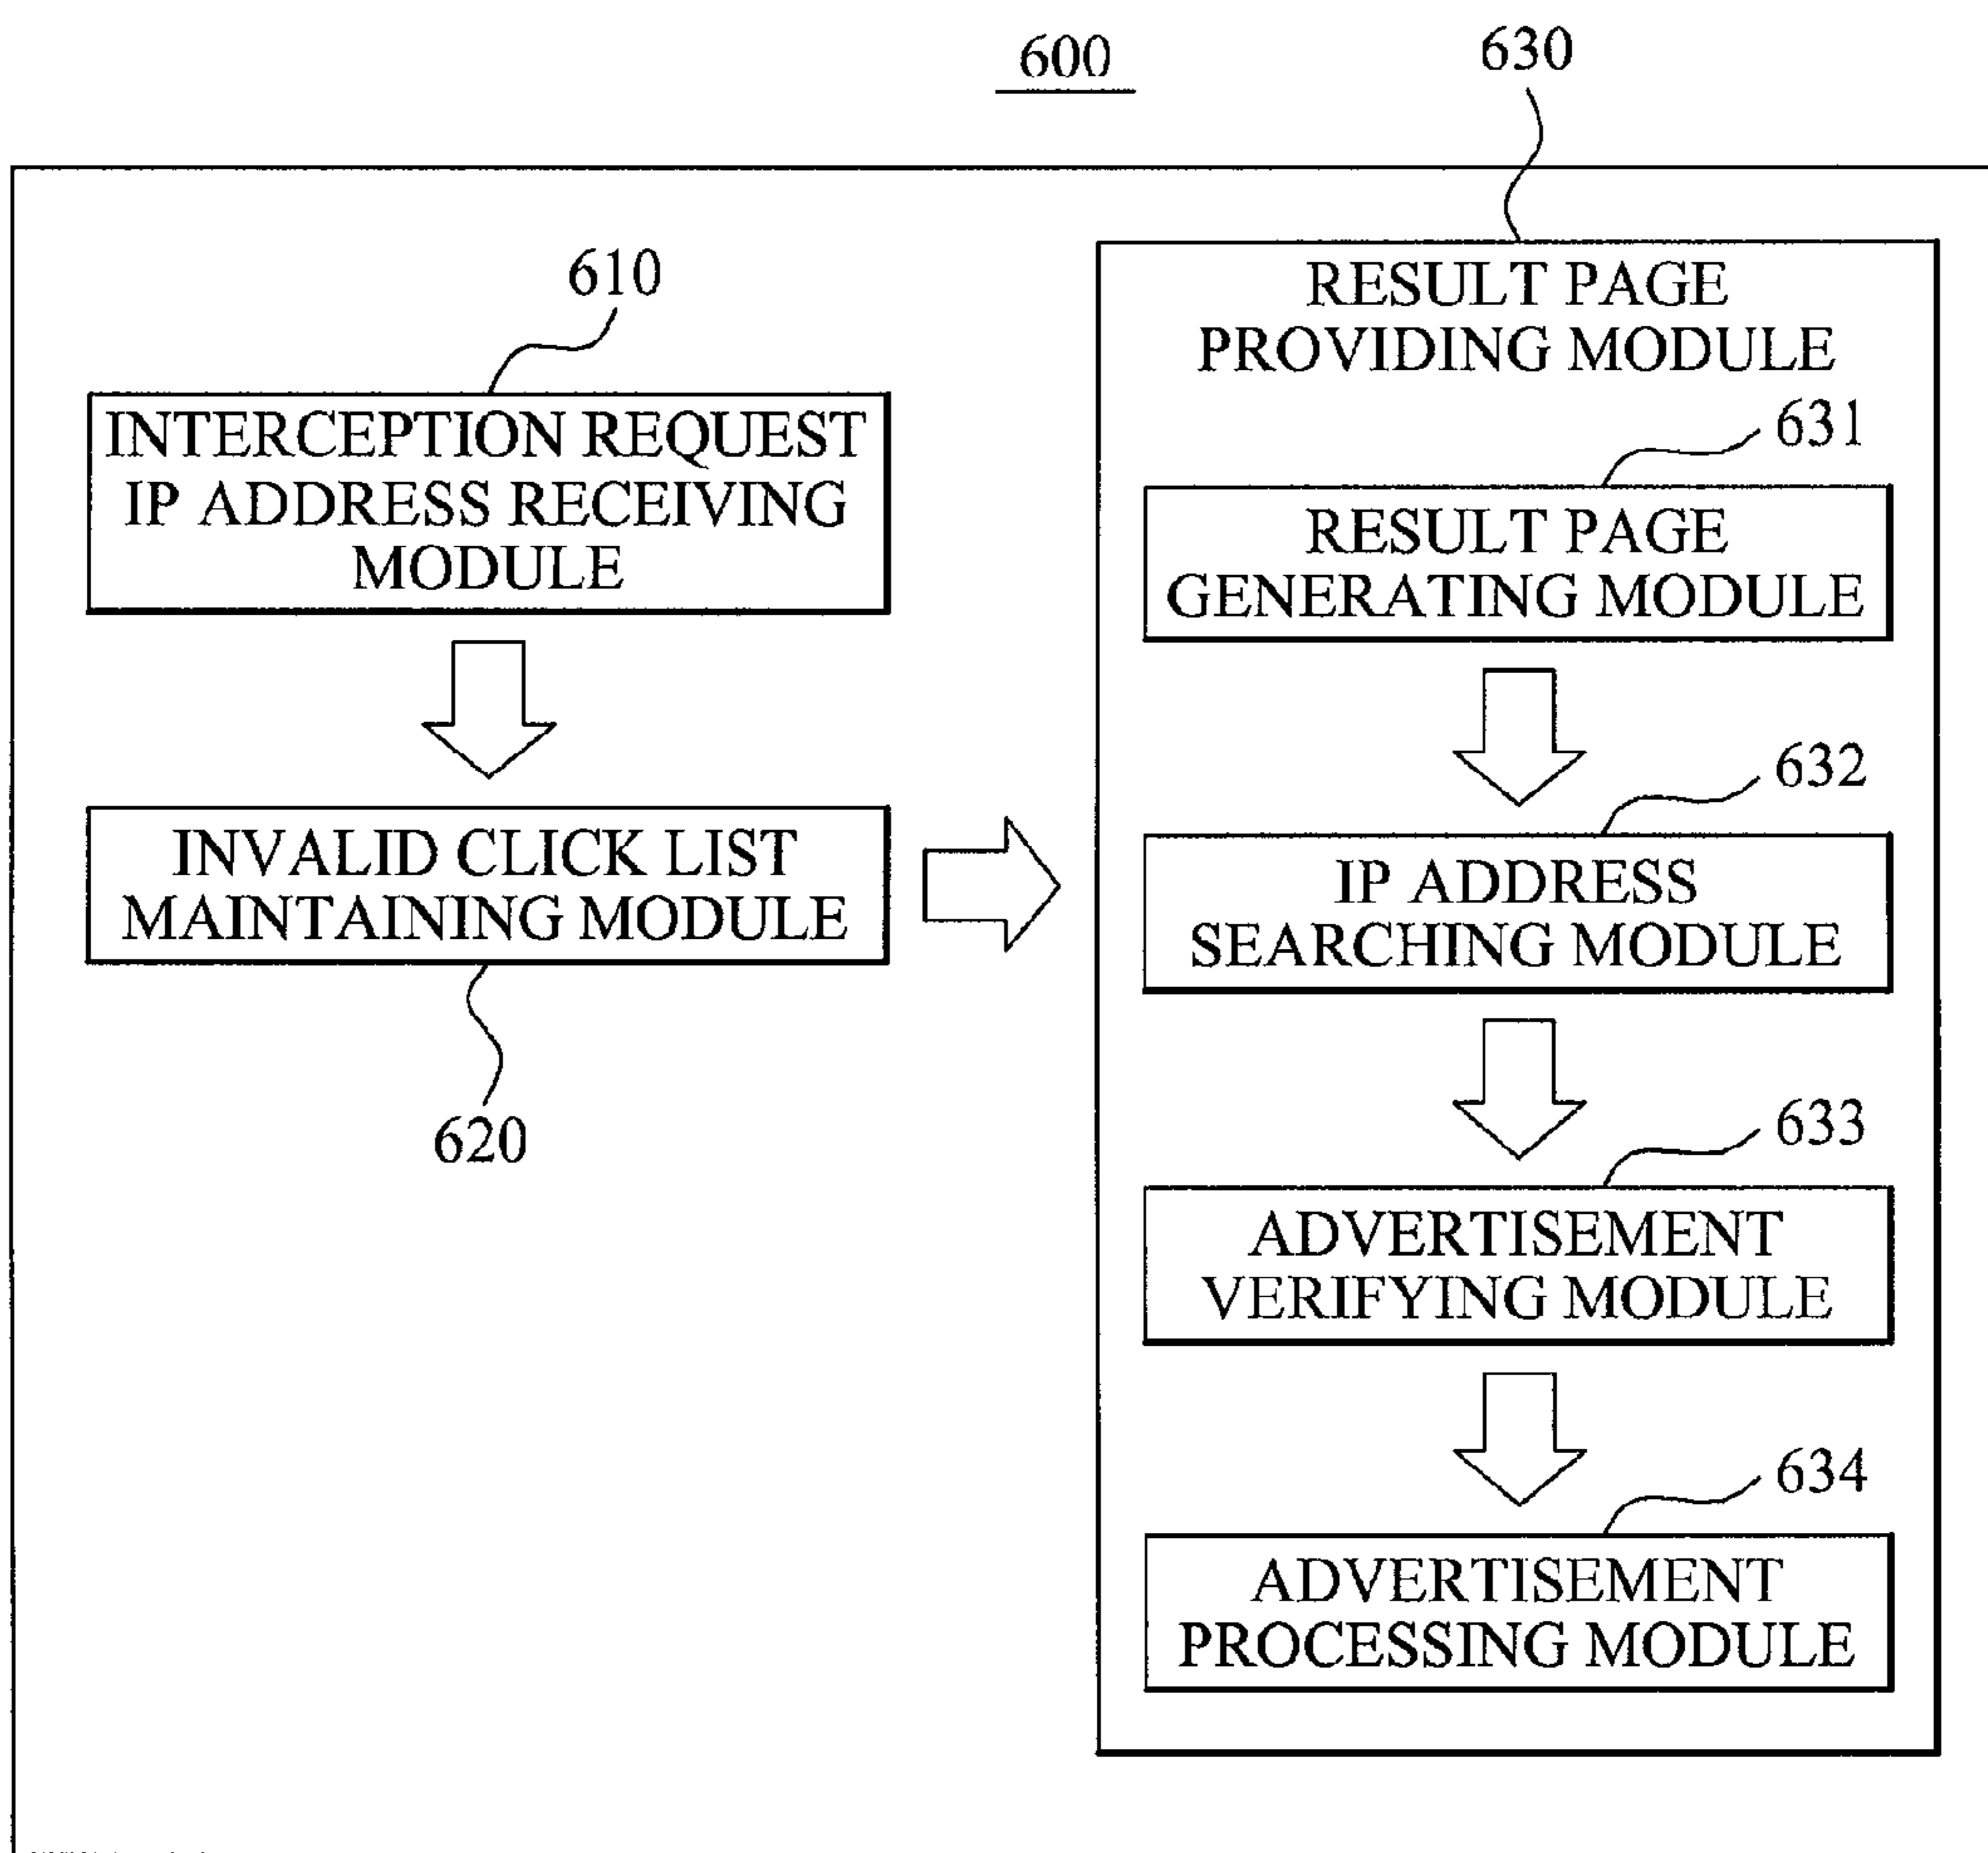 600
630
610
INTERCEPTION REQUEST
IP ADDRESS RECEIVING
MODULE
INVALID CLICK LIST
MAINTAINING MODULE
620
RESULT PAGE
PROVIDING MODULE
631
RESULT PAGE
GENERATING MODULE
632
IP ADDRESS
SEARCHING MODULE
633
ADVERTISEMENT
VERIFYING MODULE
634
ADVERTISEMENT
PROCESSING MODULE